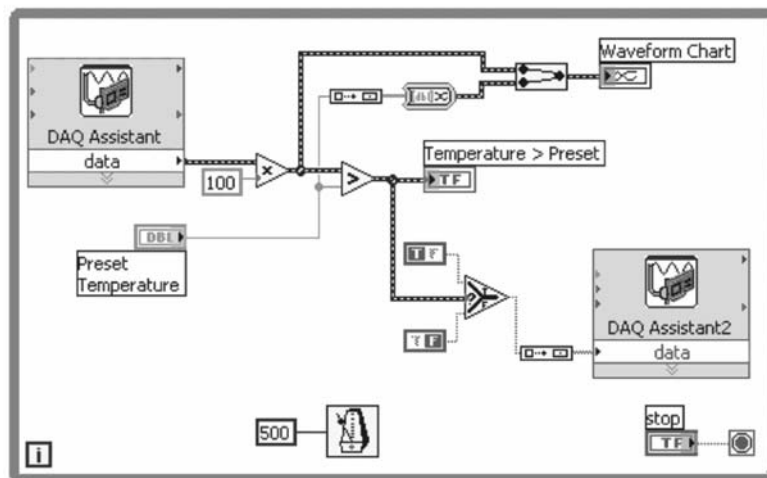 Waveform Chart
DAQ Assistant
data
100
Temperature > Preset
TF
DBL
Preset
Temperature
T F
T F
DAQ Assistant2
data
500
stop
TF
i